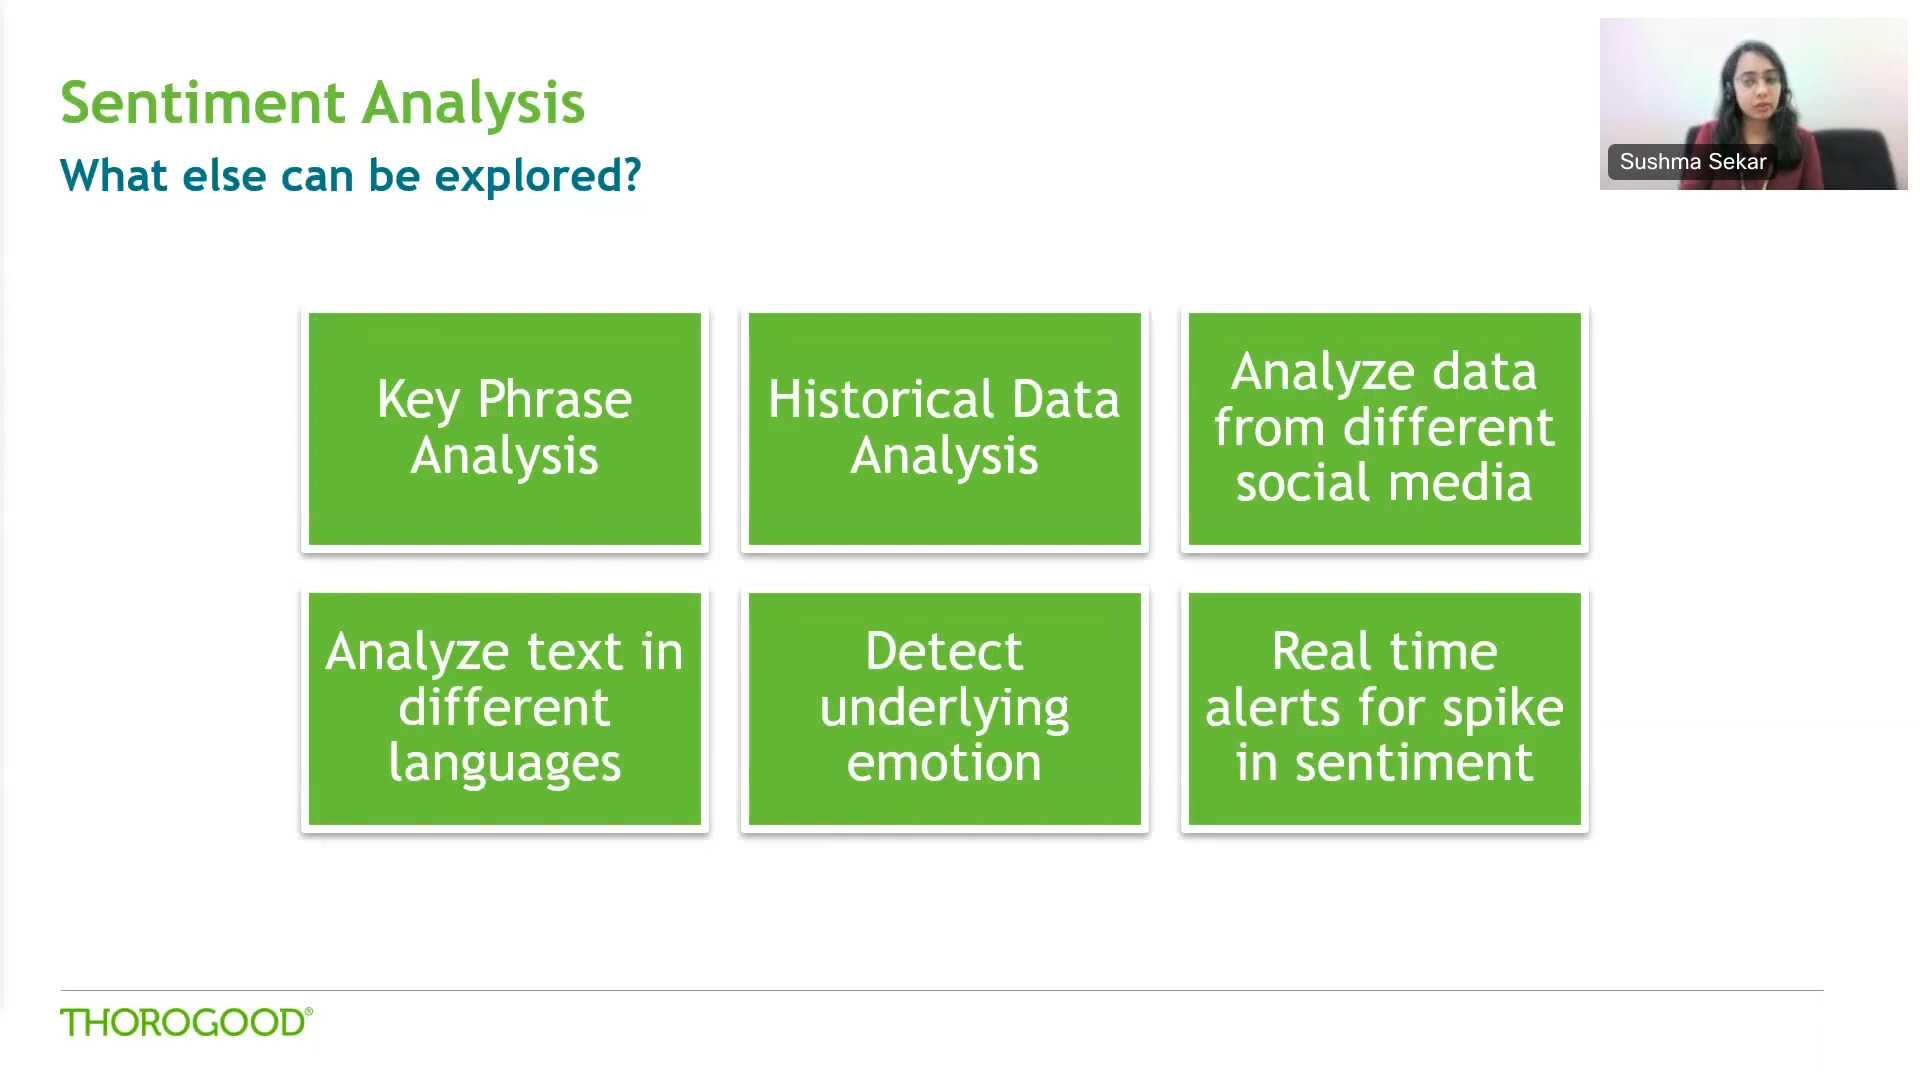 Sentiment Analysis
What else can be explored?
Sushma Sekar
Key Phrase
Analysis
Historical Data
Analysis
Analyze data
from different
social media
Analyze text in
different
languages
Detect
underlying
emotion
Real time
alerts for spike
in sentiment
THOROGOOD®